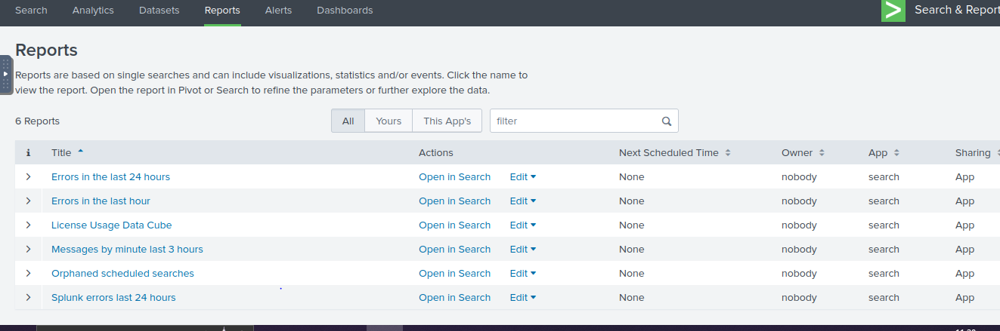 Search Analytics Datasets Reports Alerts Dashboards Search & Report
Reports
Reports are based on single searches and can include visualizations, statistics and/or events. Click the name to
view the report. Open the report in Pivot or Search to refine the parameters or further explore the data.
6 Reports All Yours This App's filter
i Title Actions Next Scheduled Time Owner App Sharing
Errors in the last 24 hours Open in Search Edit None nobody search App
Errors in the last hour Open in Search Edit None nobody search App
License Usage Data Cube Open in Search Edit None nobody search App
Messages by minute last 3 hours Open in Search Edit None nobody search App
Orphaned scheduled searches Open in Search Edit None nobody search App
Splunk errors last 24 hours Open in Search Edit None nobody search App